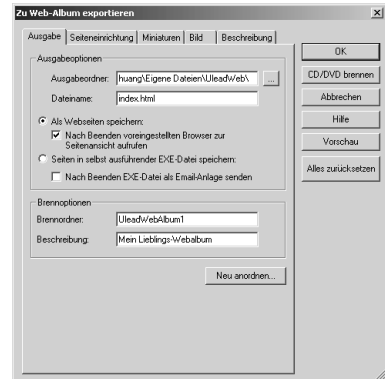 Zu Web-Album exportieren
Ausgabe Seiteneinrichtung Miniaturen Bild Beschreibung
Ausgabeoptionen
Ausgabeordner: huang\Eigene Dateien\UleadWeb\ ...
Dateiname: index.html
Als Webseiten speichern:
Nach Beenden voreingestellten Browser zur
Seitenansicht aufrufen
Seiten in selbst ausführender EXE-Datei speichern:
Nach Beenden EXE-Datei als Email-Anlage senden
Brennoptionen
Brennordner: UleadWebAlbum1
Beschreibung: Mein Lieblings-Webalbum
Neu anordnen...
OK
CD/DVD brennen
Abbrechen
Hilfe
Vorschau
Alles zurücksetzen